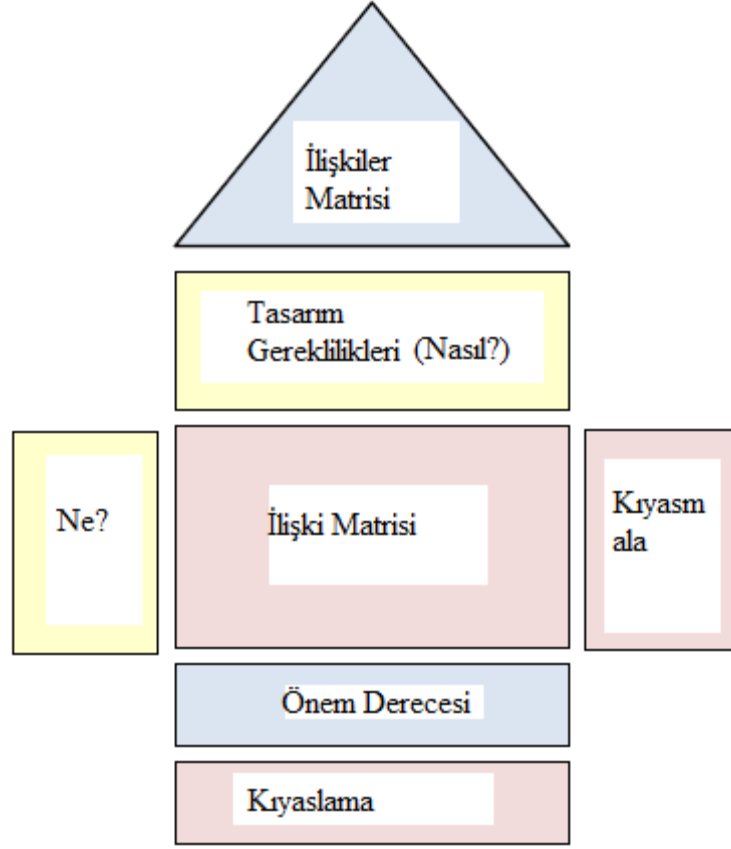 İlişkiler
Matrisi
Tasarım
Gereklilikleri (Nasıl?)
Ne?
İlişki Matrisi
Kıyasm
ala
Önem Derecesi
Kıyaslama